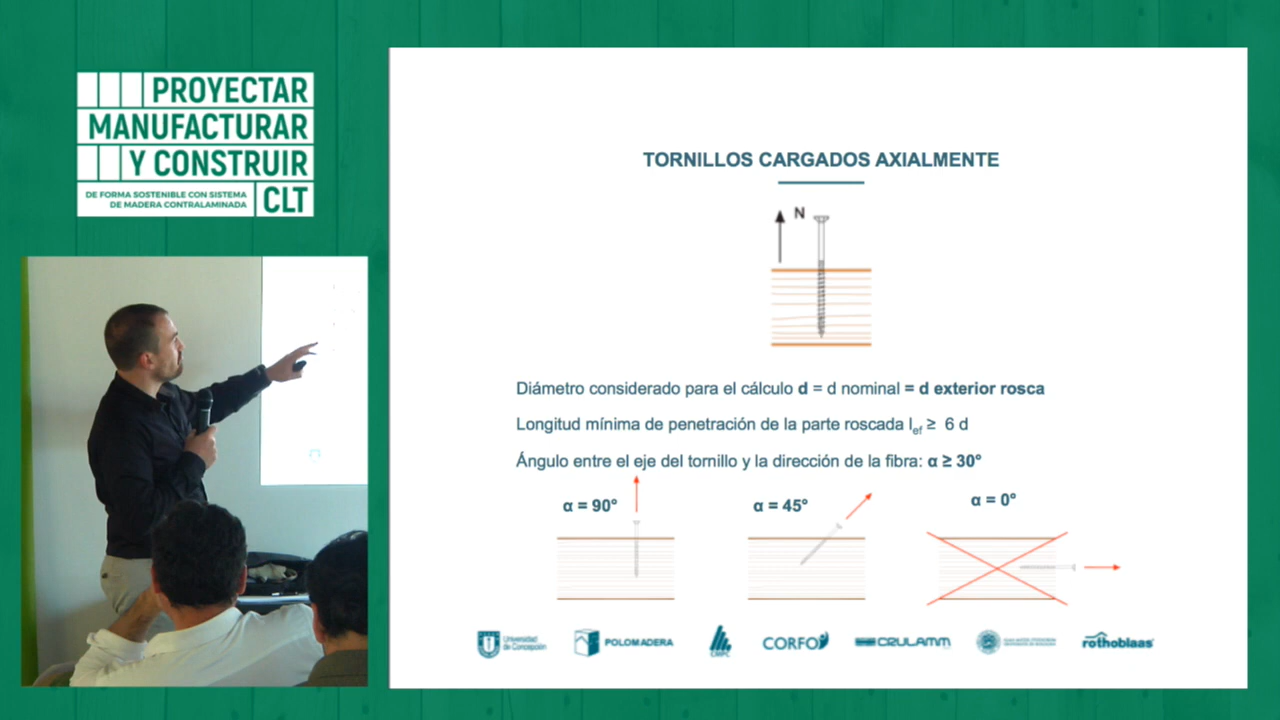 PROYECTAR
MANUFACTURAR
Y CONSTRUIR
DE FORMA SOSTENIBLE CON SISTEMA
DE MADERA CONTRALAMINADA
CLT
TORNILLOS CARGADOS AXIALMENTE
N
Diámetro considerado para el cálculo d = d nominal = d exterior rosca
Longitud mínima de penetración de la parte roscada lef ≥ 6 d
Ángulo entre el eje del tornillo y la dirección de la fibra: α ≥ 30°
α = 90°
α = 45°
α = 0°
Universidad
de Concepción
POLOMADERA
CMPC
CORFO
CRULAMM
rothoblaas